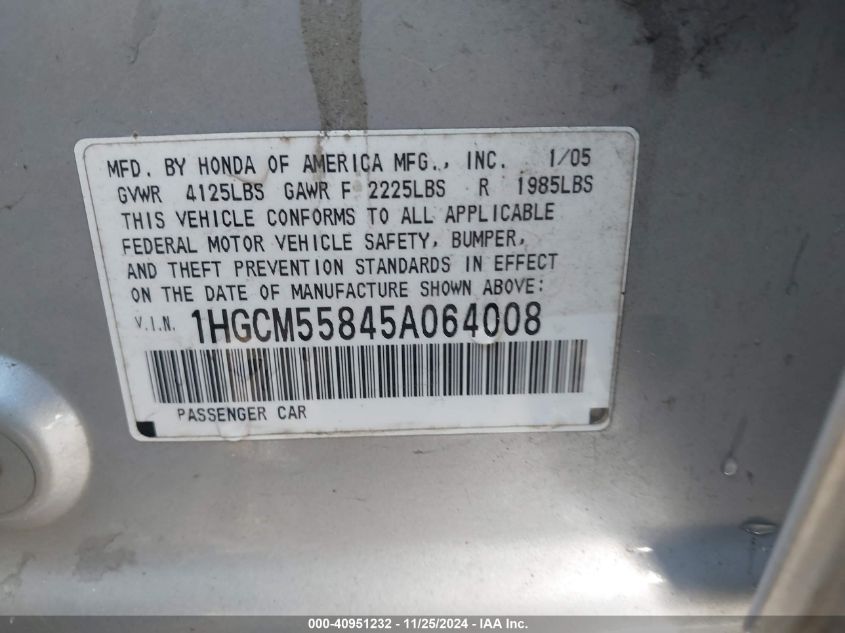 MFD. BY HONDA OF AMERICA MFG., INC. 1/05
GVWR 4125LBS GAWR F 2225LBS R 1985LBS
THIS VEHICLE CONFORMS TO ALL APPLICABLE
FEDERAL MOTOR VEHICLE SAFETY, BUMPER,
AND THEFT PREVENTION STANDARDS IN EFFECT
ON THE DATE OF MANUFACTURE SHOWN ABOVE:
V.I.N. 1HGCM55845A064008
PASSENGER CAR
000-40951232 - 11/25/2024 - IAA Inc.